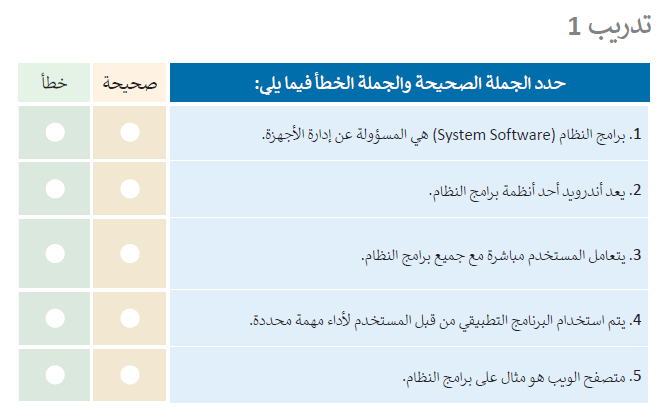 تدريب 1
حدد الجملة الصحيحة والجملة الخطأ فيما يلي: صحيحة خطأ
1. برامج النظام (System Software) هي المسؤولة عن إدارة الأجهزة.
2. يعد أندرويد أحد أنظمة برامج النظام.
3. يتعامل المستخدم مباشرة مع جميع برامج النظام.
4. يتم استخدام البرنامج التطبيقي من قبل المستخدم لأداء مهمة محددة.
5. متصفح الويب هو مثال على برامج النظام.